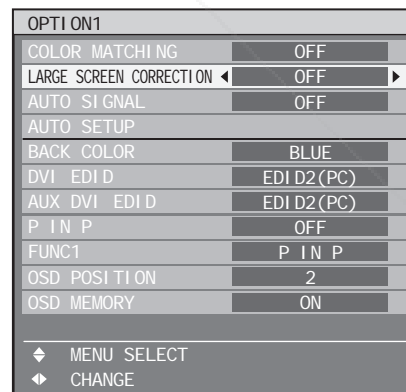 OPTION1
COLOR MATCHING OFF
LARGE SCREEN CORRECTION OFF
AUTO SIGNAL OFF
AUTO SETUP
BACK COLOR BLUE
DVI EDID EDID2(PC)
AUX DVI EDID EDID2(PC)
P IN P OFF
FUNC1 P IN P
OSD POSITION 2
OSD MEMORY ON
MENU SELECT
CHANGE